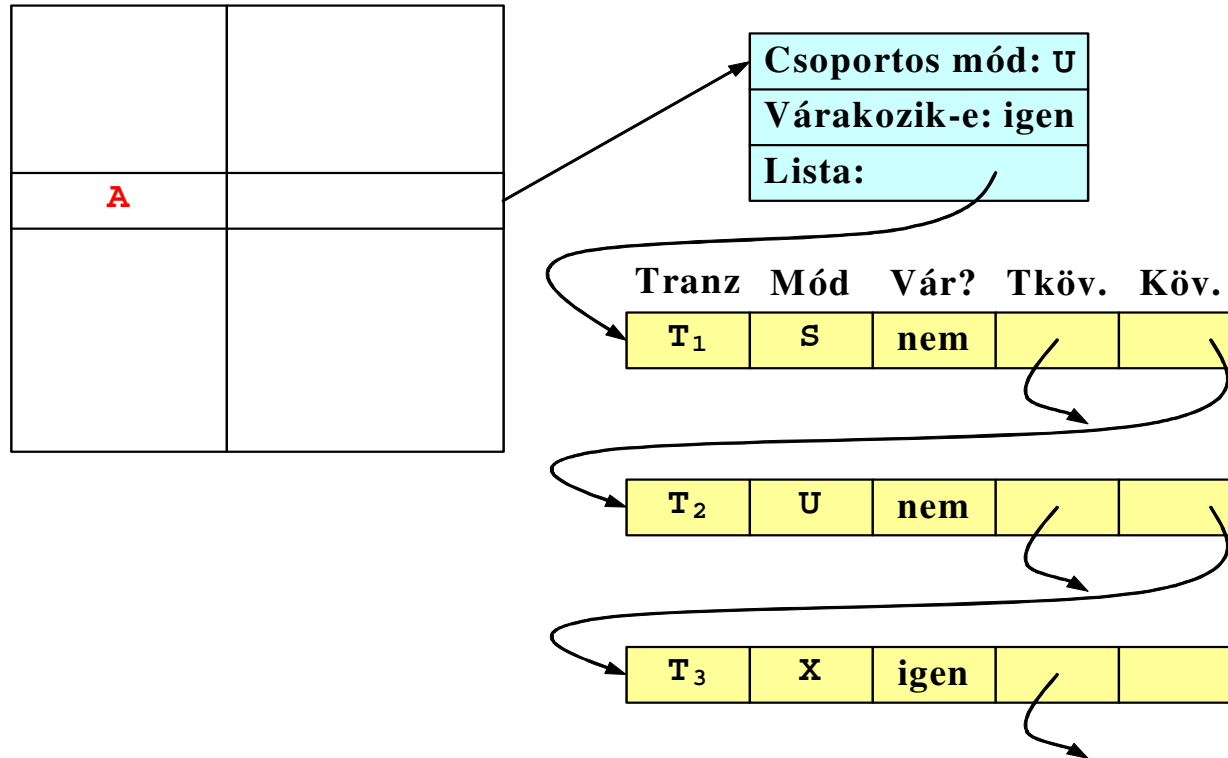 Csoportos mód: U
Várakozik-e: igen
Lista:
A
Tranz Mód Vár? Tköv. Köv.
T₁ S nem
T₂ U nem
T₃ X igen